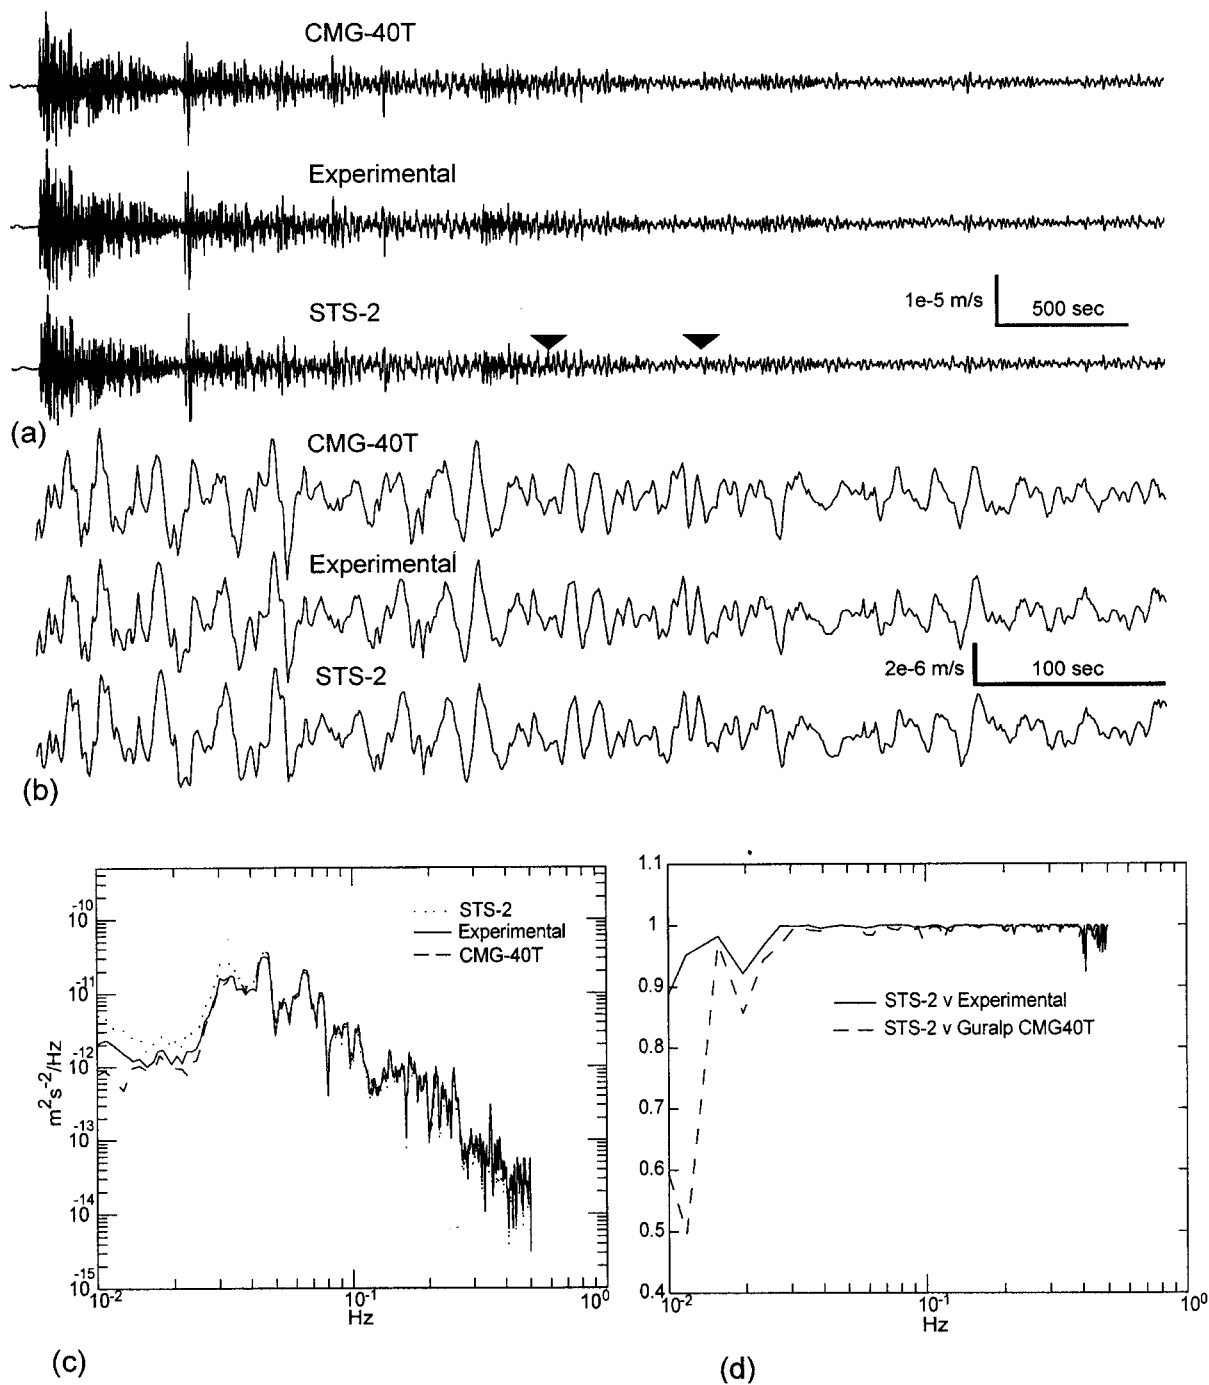 CMG-40T
Experimental
STS-2
1e-5 m/s
500 sec
(a)
CMG-40T
Experimental
STS-2
2e-6 m/s
100 sec
(b)
10^-10
10^-11
10^-12
10^-13
10^-14
10^-15
m^2s^-2/Hz
STS-2
Experimental
CMG-40T
10^-2
10^-1
10^0
Hz
(c)
1.1
1
0.9
0.8
0.7
0.6
0.5
0.4
STS-2 v Experimental
STS-2 v Guralp CMG40T
10^-2
10^-1
10^0
Hz
(d)